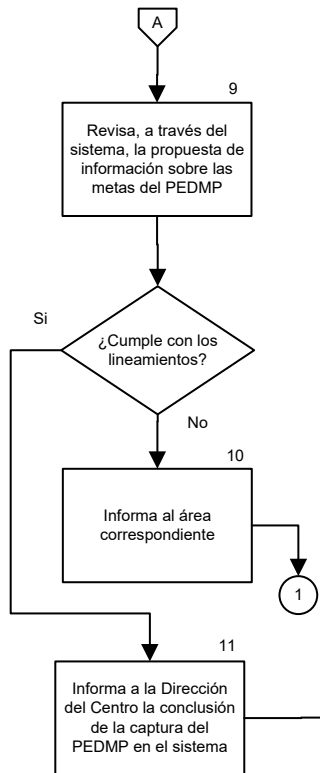 A
9
Revisa, a través del
sistema, la propuesta de
información sobre las
metas del PEDMP
Si
¿Cumple con los
lineamientos?
No
10
Informa al área
correspondiente
1
11
Informa a la Dirección
del Centro la conclusión
de la captura del
PEDMP en el sistema